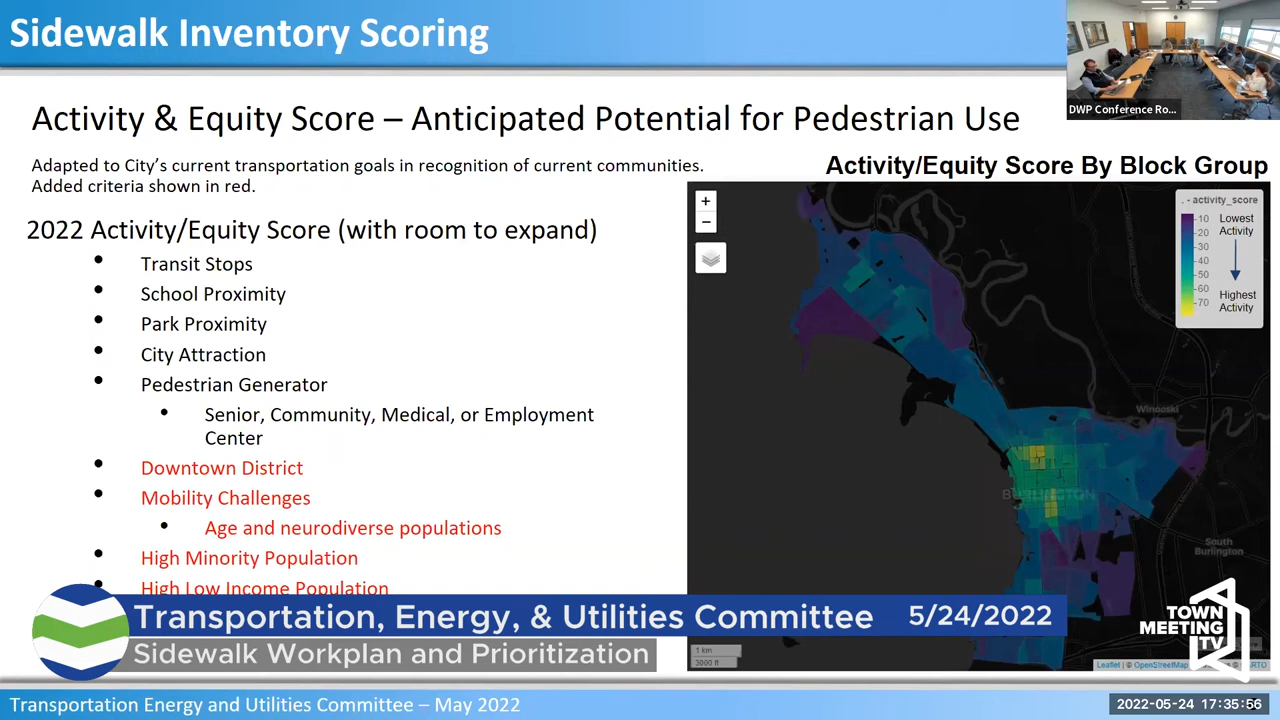 Sidewalk Inventory Scoring
DWP Conference Ro...
Activity & Equity Score – Anticipated Potential for Pedestrian Use
Adapted to City's current transportation goals in recognition of current communities.
Added criteria shown in red.
Activity/Equity Score By Block Group
2022 Activity/Equity Score (with room to expand)
• Transit Stops
• School Proximity
• Park Proximity
• City Attraction
• Pedestrian Generator
• Senior, Community, Medical, or Employment
Center
• Downtown District
• Mobility Challenges
• Age and neurodiverse populations
• High Minority Population
• High Low Income Population
+
−
. - activity_score
10
20
30
40
50
60
70
Lowest
Activity
Highest
Activity
Winooski
BURLINGTON
South
Burlington
1 km
3000 ft
Leaflet | © OpenStreetMap
Transportation, Energy, & Utilities Committee 5/24/2022
Sidewalk Workplan and Prioritization
TOWN
MEETING
TV
Transportation Energy and Utilities Committee – May 2022
2022-05-24 17:35:56